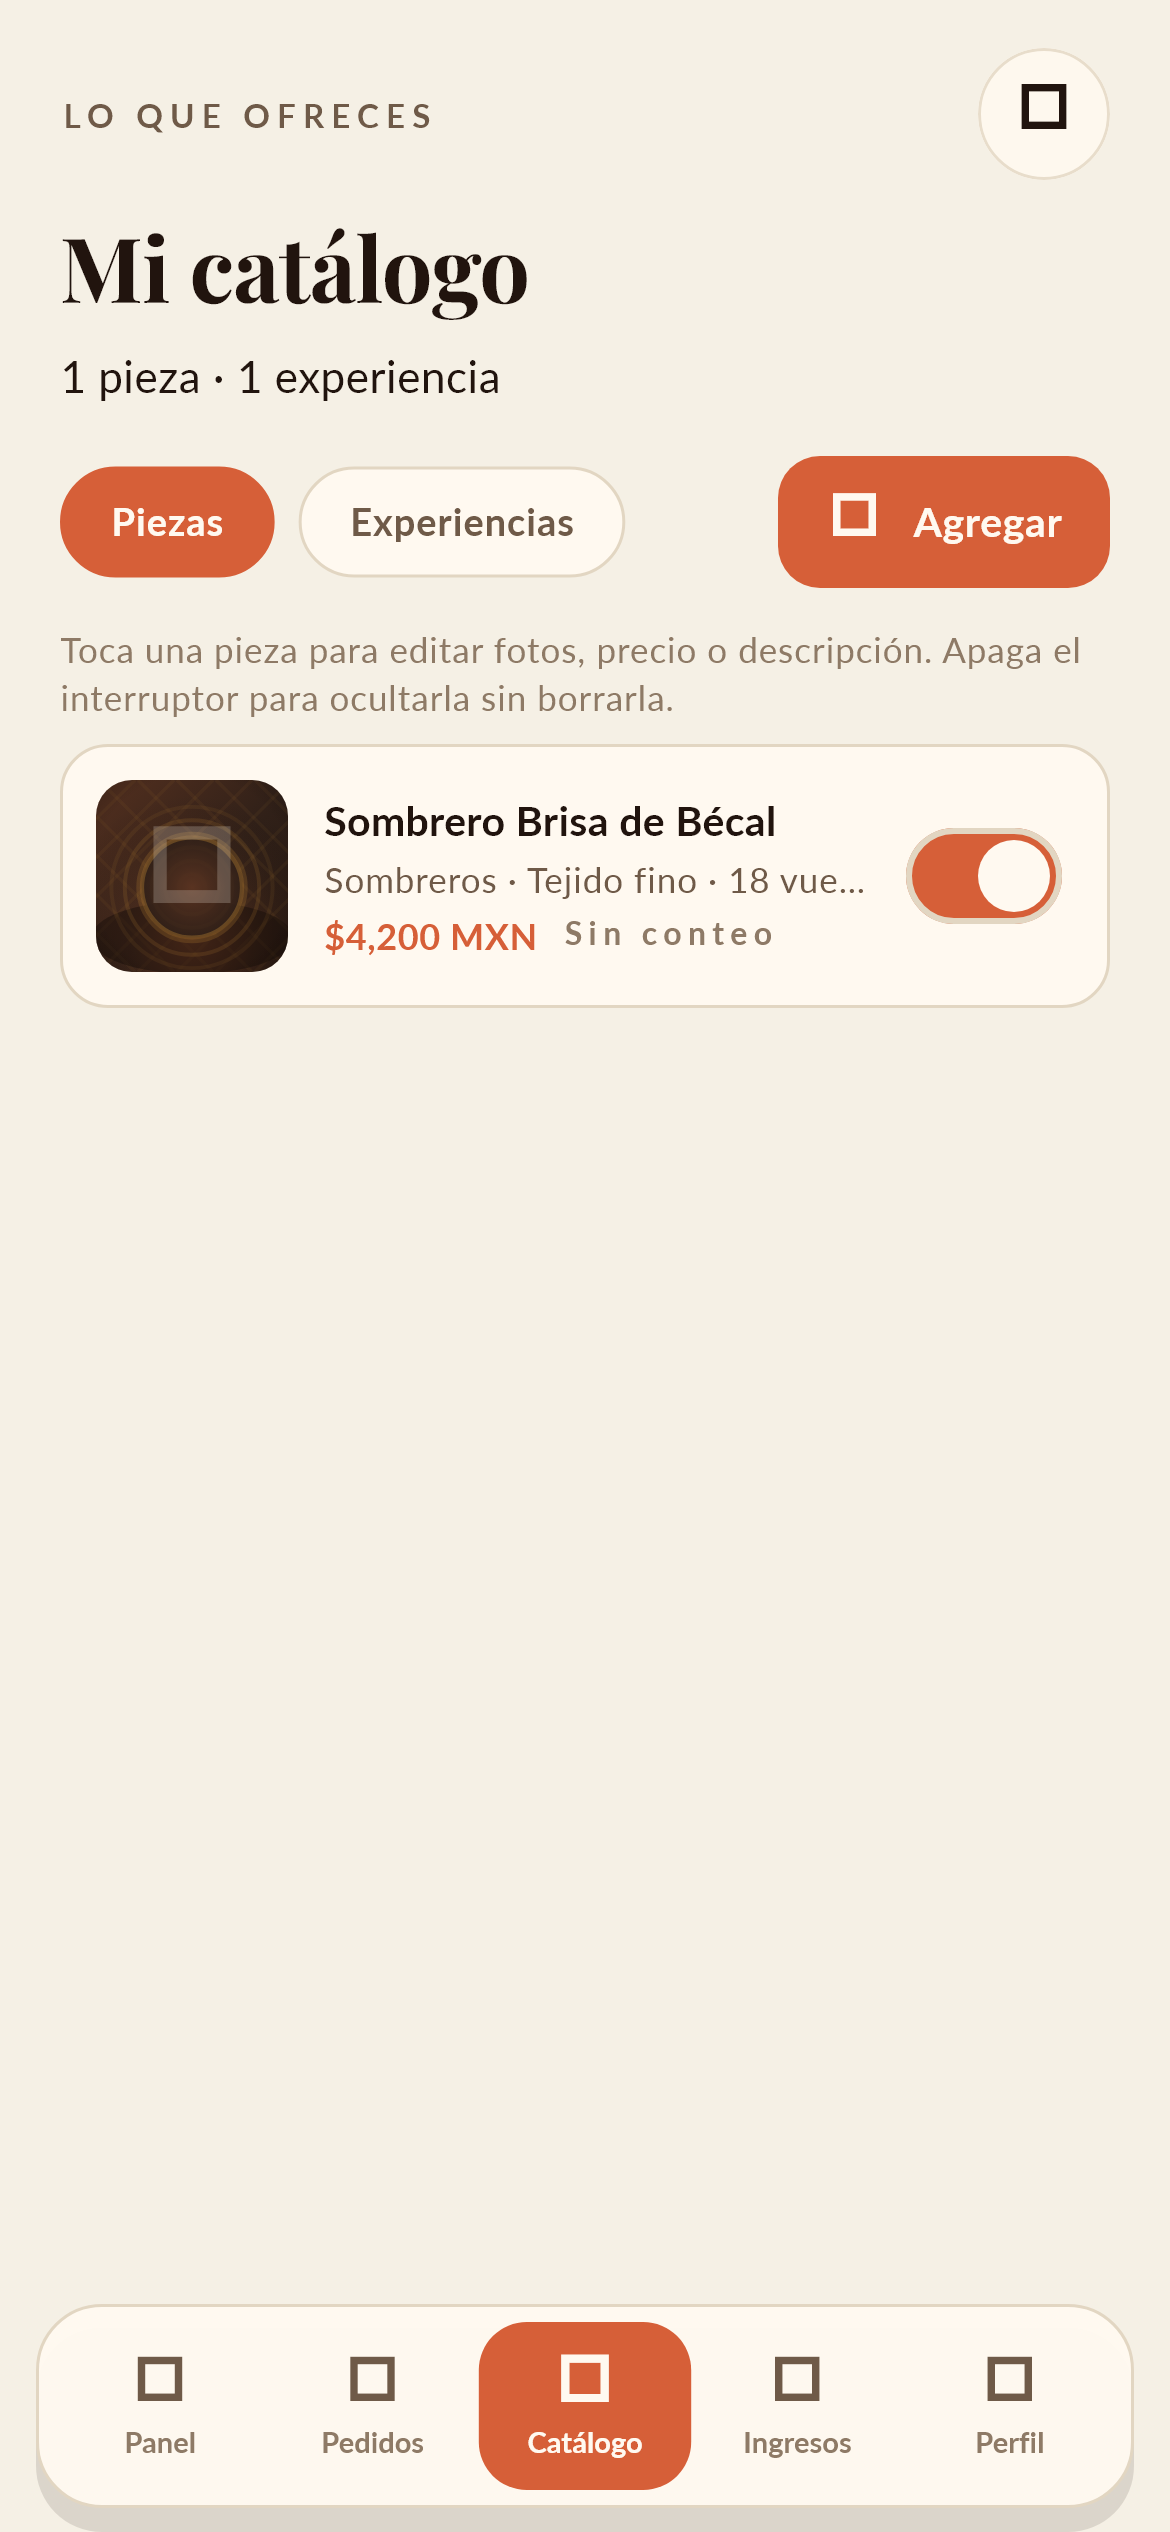 LO QUE OFRECES
Mi catálogo
1 pieza · 1 experiencia
Piezas
Experiencias
Agregar
Toca una pieza para editar fotos, precio o descripción. Apaga el
interruptor para ocultarla sin borrarla.
Sombrero Brisa de Bécal
Sombreros · Tejido fino · 18 vue...
$4,200 MXN Sin conteo
Panel
Pedidos
Catálogo
Ingresos
Perfil